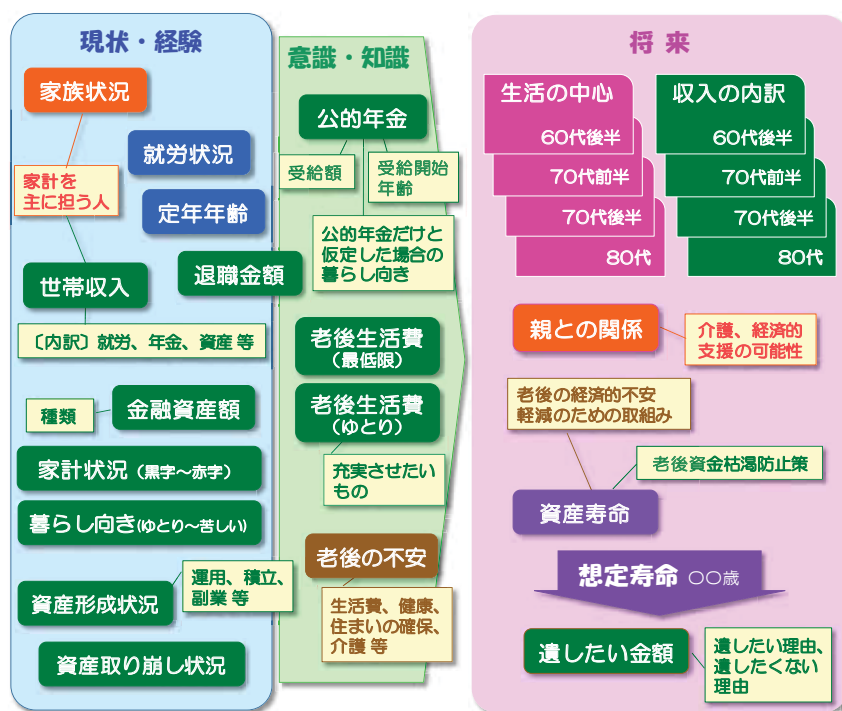 現状・経験
家族状況
就労状況
家計を
主に担う人
定年年齢
世帯収入
退職金額
〔内訳〕就労、年金、資産 等
種類
金融資産額
家計状況（黒字～赤字）
暮らし向き(ゆとり～苦しい)
資産形成状況
運用、積立、
副業 等
資産取り崩し状況
意識・知識
公的年金
受給額
受給開始
年齢
公的年金だけと
仮定した場合の
暮らし向き
老後生活費
（最低限）
老後生活費
（ゆとり）
充実させたい
もの
老後の不安
生活費、健康、
住まいの確保、
介護 等
将 来
生活の中心
60代後半
70代前半
70代後半
80代
収入の内訳
60代後半
70代前半
70代後半
80代
親との関係
介護、経済的
支援の可能性
老後の経済的不安
軽減のための取組み
老後資金枯渇防止策
資産寿命
想定寿命 ○○歳
遺したい金額
遺したい理由、
遺したくない
理由